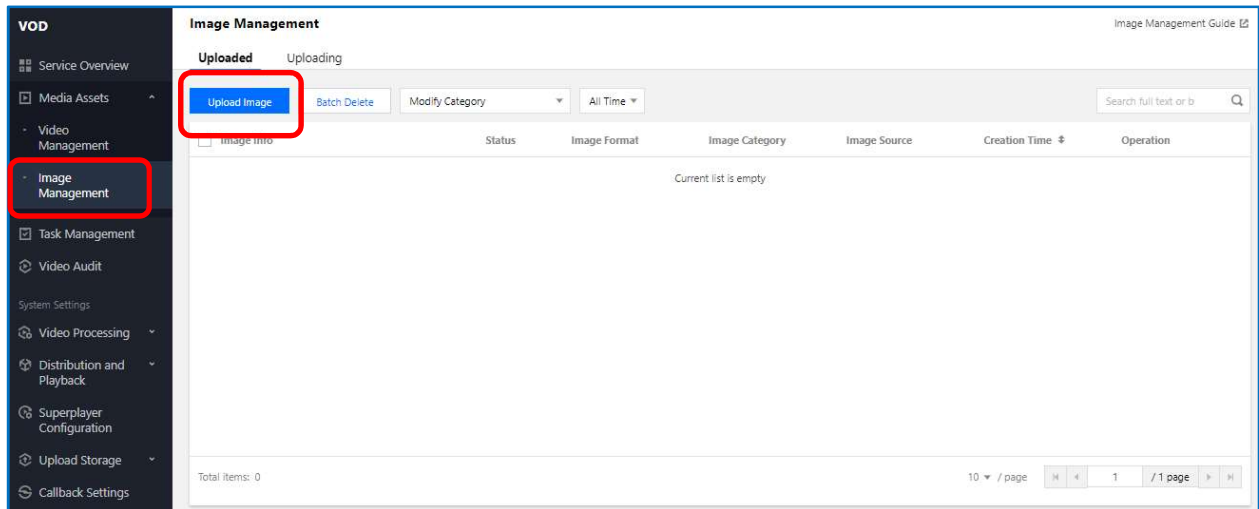 VOD
Service Overview
Media Assets
Video
Management
Image
Management
Task Management
Video Audit
System Settings
Video Processing
Distribution and
Playback
Superplayer
Configuration
Upload Storage
Callback Settings
Image Management
Image Management Guide
Uploaded Uploading
Upload Image Batch Delete Modify Category All Time Search full text or b
Image Info Status Image Format Image Category Image Source Creation Time Operation
Current list is empty
Total items: 0 10 / page 1 / 1 page